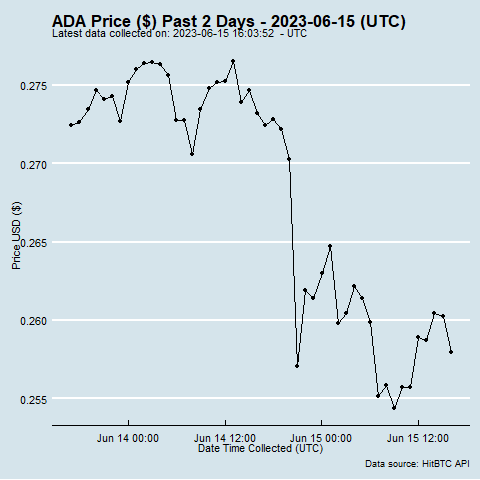 ADA Price ($) Past 2 Days - 2023-06-15 (UTC)
Latest data collected on: 2023-06-15 16:03:52 - UTC
0.275
0.270
0.265
0.260
0.255
Price USD ($)
Jun 14 00:00
Jun 14 12:00
Jun 15 00:00
Jun 15 12:00
Date Time Collected (UTC)
Data source: HitBTC API